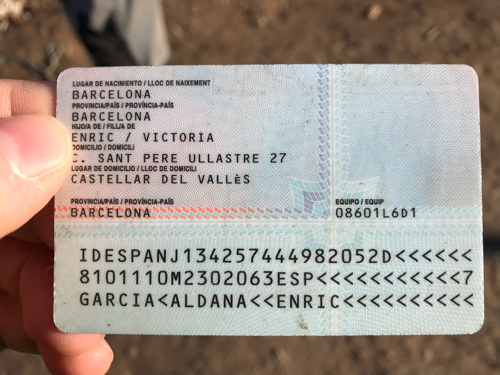 LUGAR DE NACIMIENTO / LLOC DE NAIXEMENT
BARCELONA
PROVINCIA/PAÍS / PROVÍNCIA-PAÍS
BARCELONA
HIJO/A DE / FILL/A DE
ENRIC / VICTORIA
DOMICILIO / DOMICILI
C. SANT PERE ULLASTRE 27
LUGAR DE DOMICILIO / LLOC DE DOMICILI
CASTELLAR DEL VALLèS
PROVINCIA/PAÍS / PROVÍNCIA-PAÍS EQUIPO / EQUIP
BARCELONA 08601L6D1
IDESPANJ134257444982052D<<<<<<
8101110M2302063ESP<<<<<<<<<<<7
GARCIA<ALDANA<<ENRIC<<<<<<<<<<